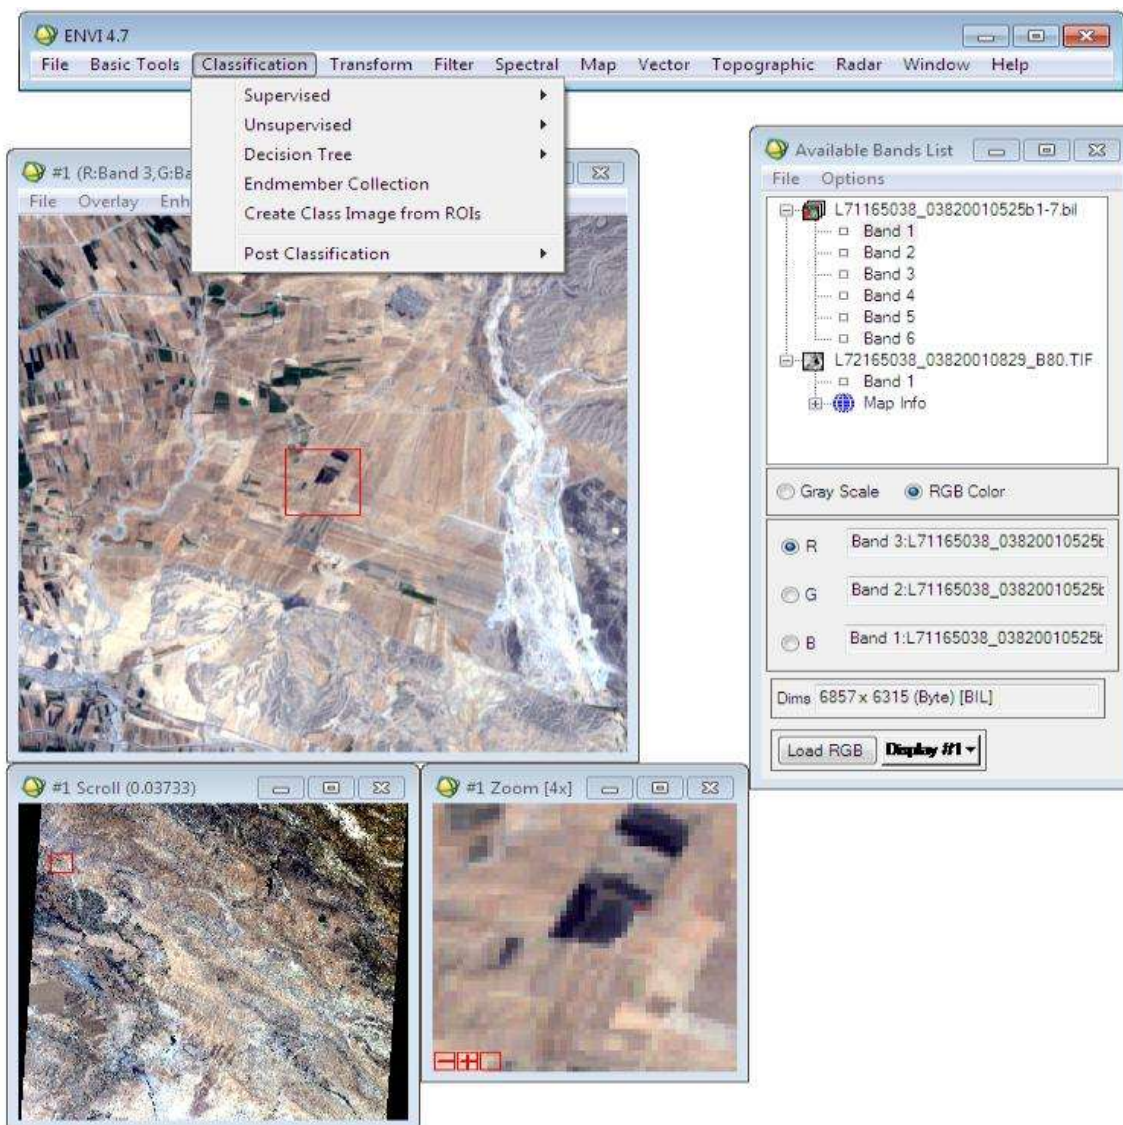 ENVI 4.7
File Basic Tools Classification Transform Filter Spectral Map Vector Topographic Radar Window Help
Supervised
Unsupervised
Decision Tree
Endmember Collection
Create Class Image from ROIs
Post Classification
#1 (R:Band 3,G:Ba
File Overlay Enh
Available Bands List
File Options
L71165038_03820010525b1-7.bil
Band 1
Band 2
Band 3
Band 4
Band 5
Band 6
L72165038_03820010829_B80.TIF
Band 1
Map Info
Gray Scale RGB Color
R Band 3:L71165038_03820010525b
G Band 2:L71165038_03820010525b
B Band 1:L71165038_03820010525b
Dims 6857 x 6315 (Byte) [BIL]
Load RGB Display #1
#1 Scroll (0.03733)
#1 Zoom [4x]